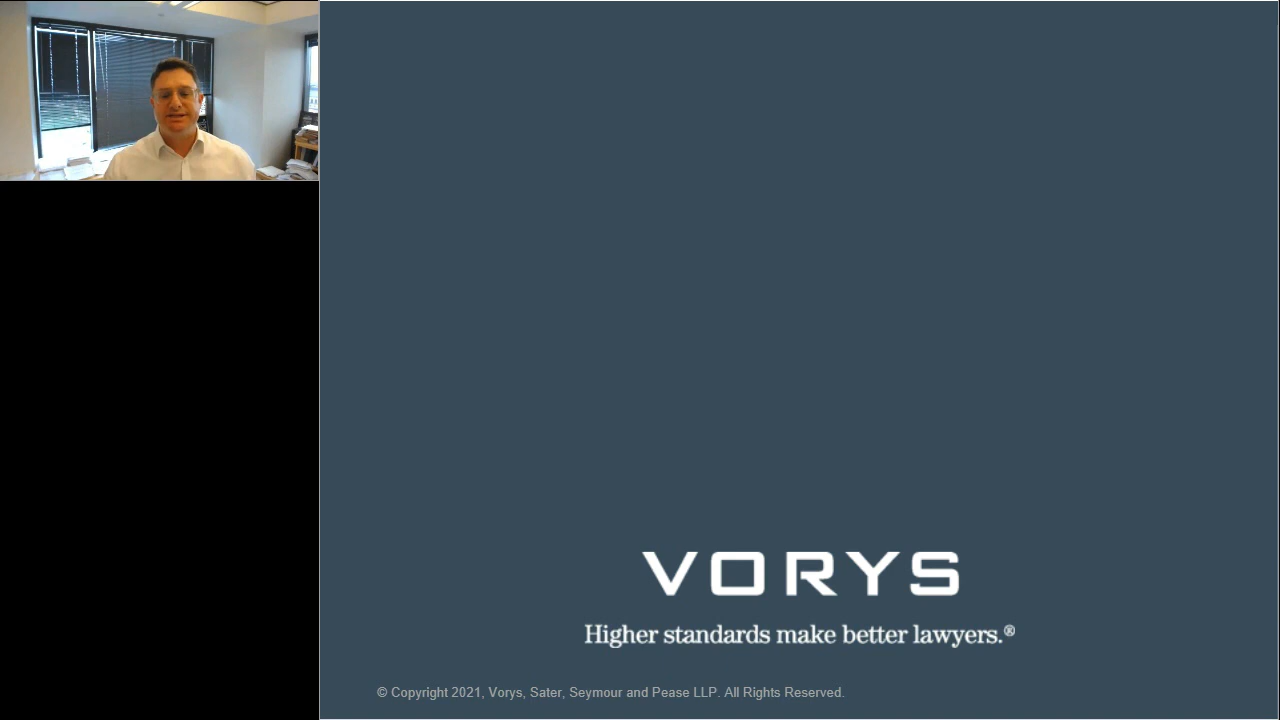 VORYS
Higher standards make better lawyers.®
© Copyright 2021, Vorys, Sater, Seymour and Pease LLP. All Rights Reserved.